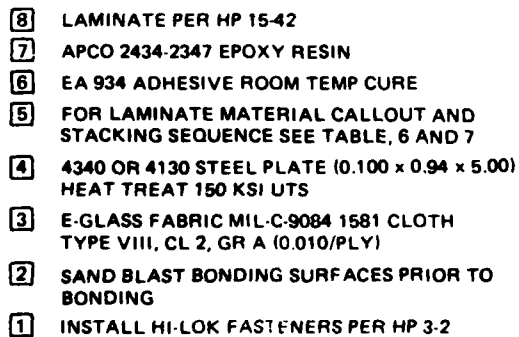 8 LAMINATE PER HP 15-42
7 APCO 2434-2347 EPOXY RESIN
6 EA 934 ADHESIVE ROOM TEMP CURE
5 FOR LAMINATE MATERIAL CALLOUT AND
STACKING SEQUENCE SEE TABLE, 6 AND 7
4 4340 OR 4130 STEEL PLATE (0.100 x 0.94 x 5.00)
HEAT TREAT 150 KSI UTS
3 E-GLASS FABRIC MIL-C-9084 1581 CLOTH
TYPE VIII, CL 2, GR A (0.010/PLY)
2 SAND BLAST BONDING SURFACES PRIOR TO
BONDING
1 INSTALL HI-LOK FASTENERS PER HP 3-2